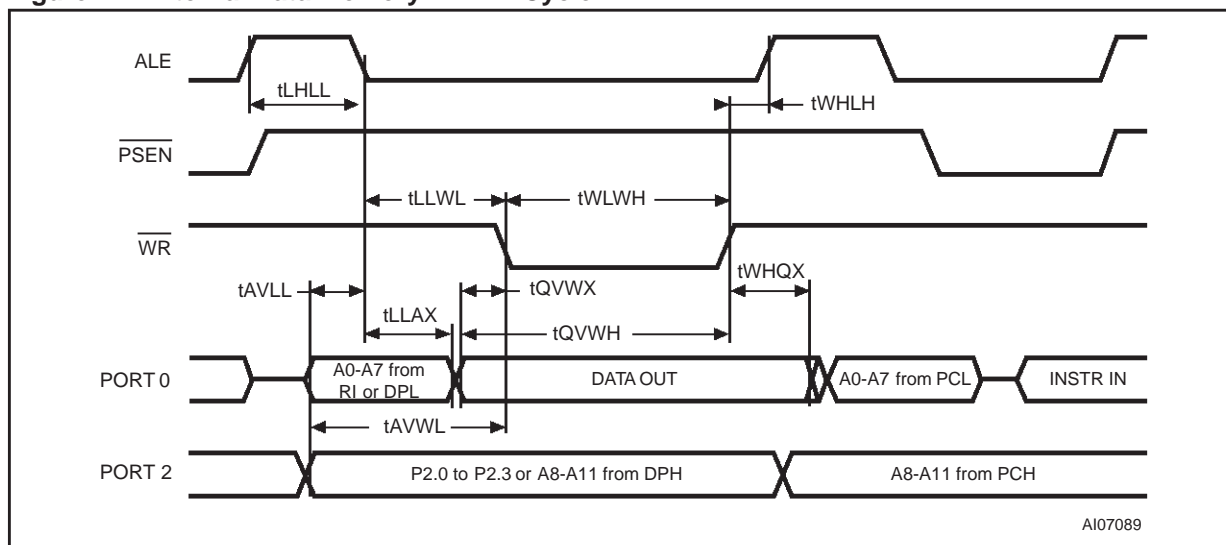 ALE
tLHLL
tWHLH
PSEN
tLLWL
tWLWH
WR
tWHQX
tAVLL
tQVWX
tLLAX
tQVWH
PORT 0
A0-A7 from
RI or DPL
DATA OUT
A0-A7 from PCL
INSTR IN
tAVWL
PORT 2
P2.0 to P2.3 or A8-A11 from DPH
A8-A11 from PCH
AI07089